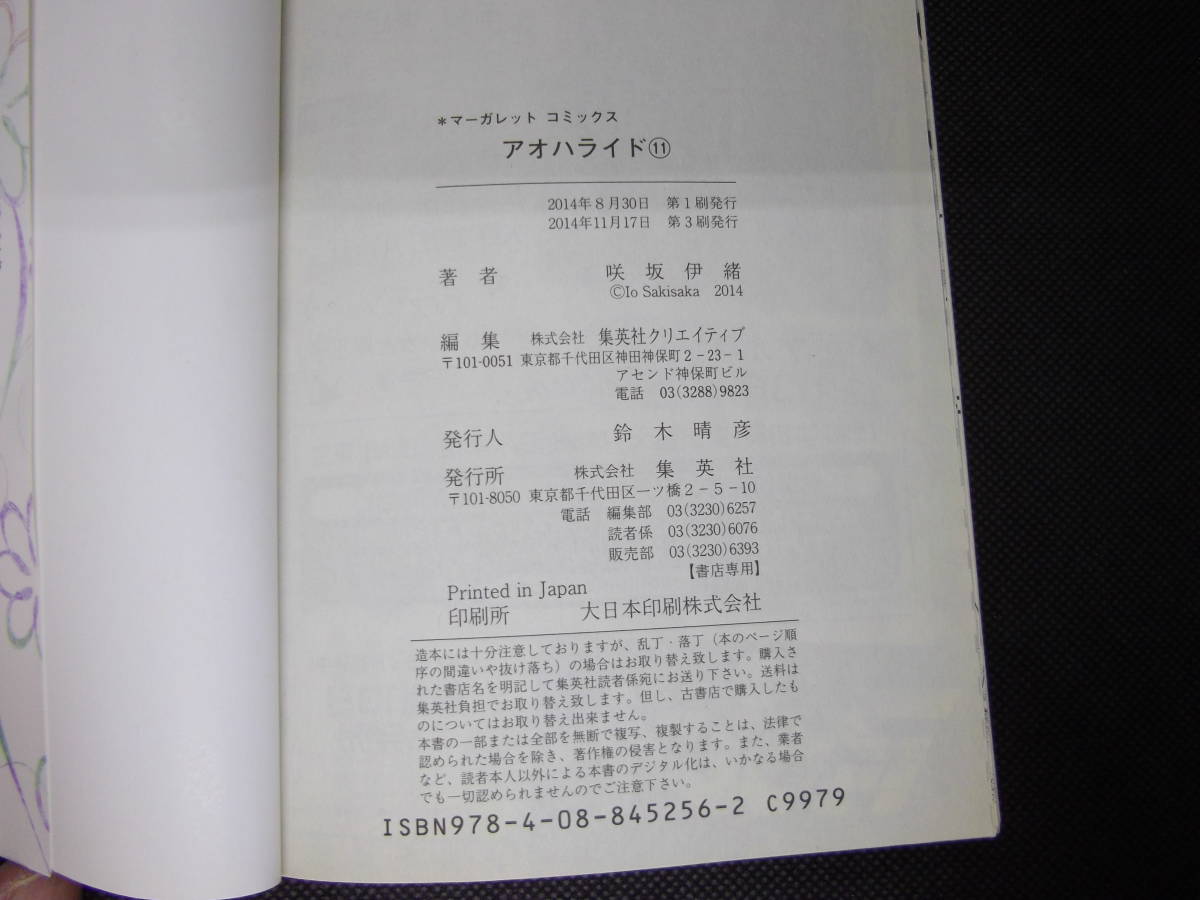 *マーガレット コミックス
アオハライド⑪
2014年8月30日 第1刷発行
2014年11月17日 第3刷発行
著者 咲坂伊緒
©Io Sakisaka 2014
編集 株式会社 集英社クリエイティブ
〒101-0051 東京都千代田区神田神保町2-23-1
アセンド神保町ビル
電話 03(3288)9823
発行人 鈴木晴彦
発行所 株式会社 集英社
〒101-8050 東京都千代田区一ツ橋2-5-10
電話 編集部 03(3230)6257
読者係 03(3230)6076
販売部 03(3230)6393
【書店専用】
Printed in Japan
印刷所 大日本印刷株式会社
造本には十分注意しておりますが、乱丁・落丁(本のページ順
序の間違いや抜け落ち)の場合はお取り替え致します。購入さ
れた書店名を明記して集英社読者係宛にお送り下さい。送料は
集英社負担でお取り替え致します。但し、古書店で購入したも
のについてはお取り替え出来ません。
本書の一部または全部を無断で複写、複製することは、法律で
認められた場合を除き、著作権の侵害となります。また、業者
など、読者本人以外による本書のデジタル化は、いかなる場合
でも一切認められませんのでご注意下さい。
ISBN978-4-08-845256-2 C9979